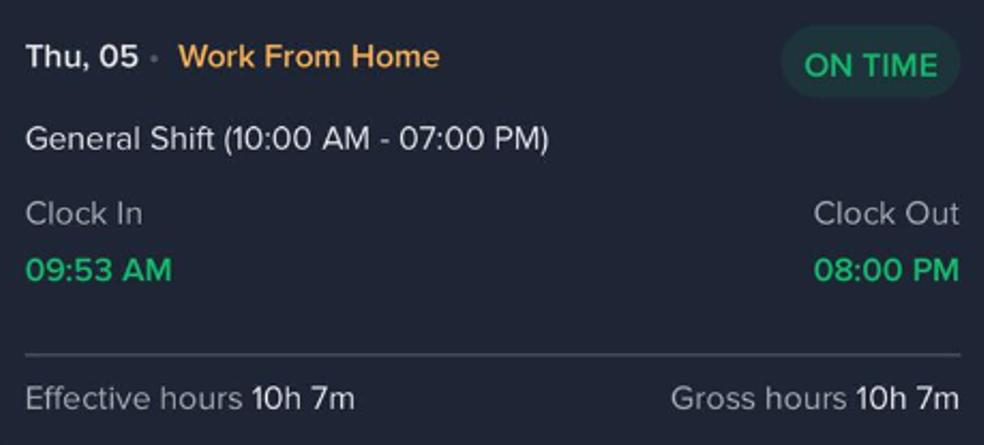 Thu, 05 • Work From Home
ON TIME
General Shift (10:00 AM - 07:00 PM)
Clock In
Clock Out
09:53 AM
08:00 PM
Effective hours 10h 7m
Gross hours 10h 7m